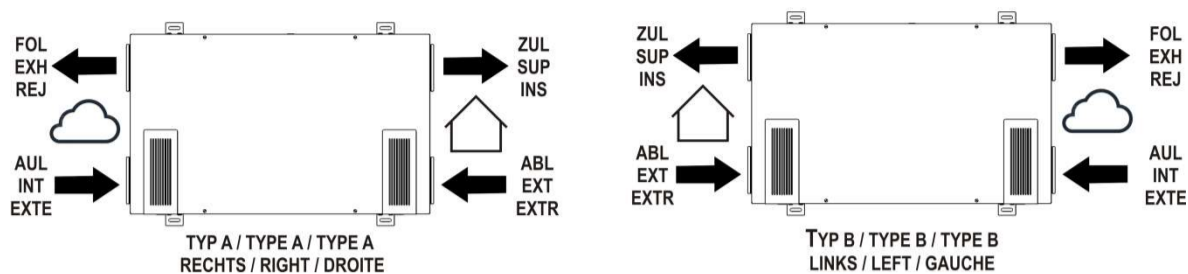 FOL
EXH
REJ
ZUL
SUP
INS
AUL
INT
EXTE
ABL
EXT
EXTR
TYP A / TYPE A / TYPE A
RECHTS / RIGHT / DROITE
ZUL
SUP
INS
FOL
EXH
REJ
ABL
EXT
EXTR
AUL
INT
EXTE
TYP B / TYPE B / TYPE B
LINKS / LEFT / GAUCHE